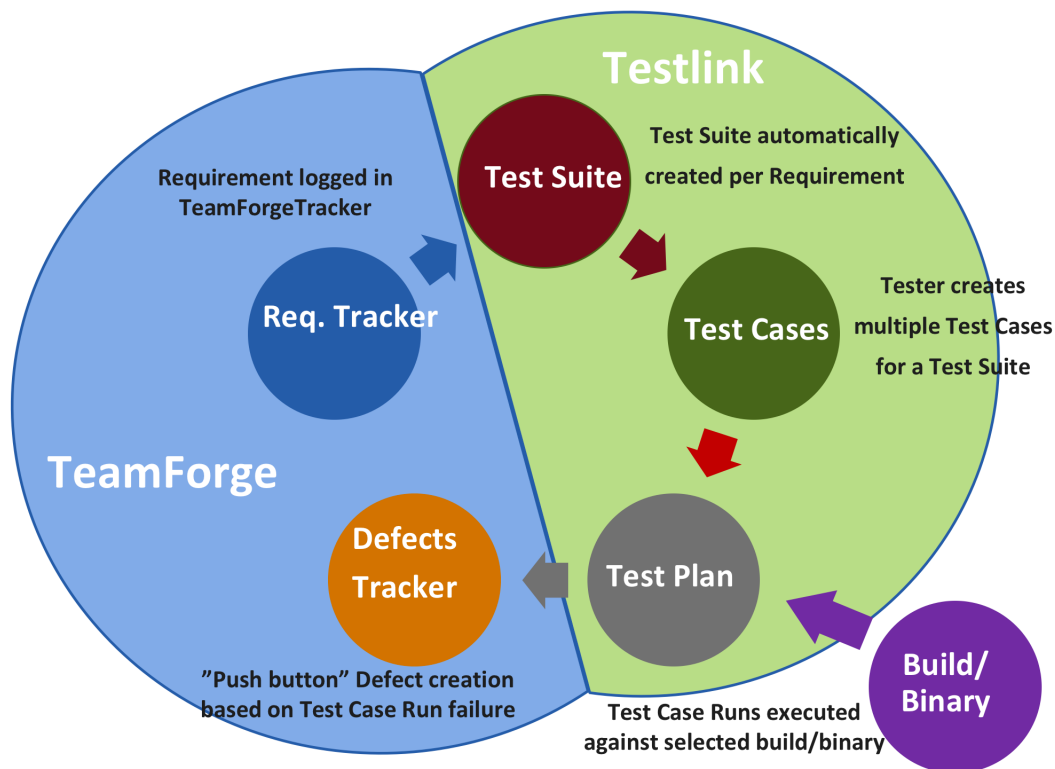 Testlink
Test Suite
Test Suite automatically
created per Requirement
Requirement logged in
TeamForgeTracker
Req. Tracker
Test Cases
Tester creates
multiple Test Cases
for a Test Suite
TeamForge
Defects
Tracker
Test Plan
Build/
Binary
”Push button” Defect creation
based on Test Case Run failure
Test Case Runs executed
against selected build/binary